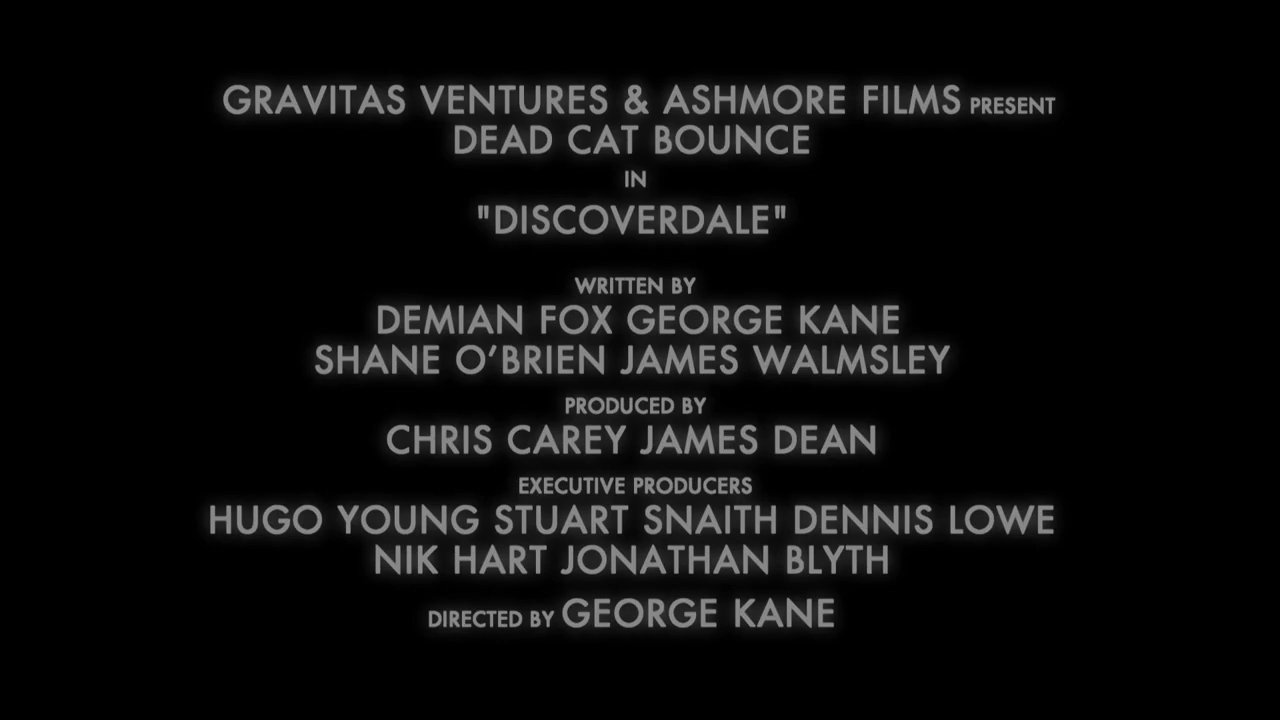 GRAVITAS VENTURES & ASHMORE FILMS PRESENT
DEAD CAT BOUNCE
IN
"DISCOVERDALE"
WRITTEN BY
DEMIAN FOX GEORGE KANE
SHANE O’BRIEN JAMES WALMSLEY
PRODUCED BY
CHRIS CAREY JAMES DEAN
EXECUTIVE PRODUCERS
HUGO YOUNG STUART SNAITH DENNIS LOWE
NIK HART JONATHAN BLYTH
DIRECTED BY GEORGE KANE